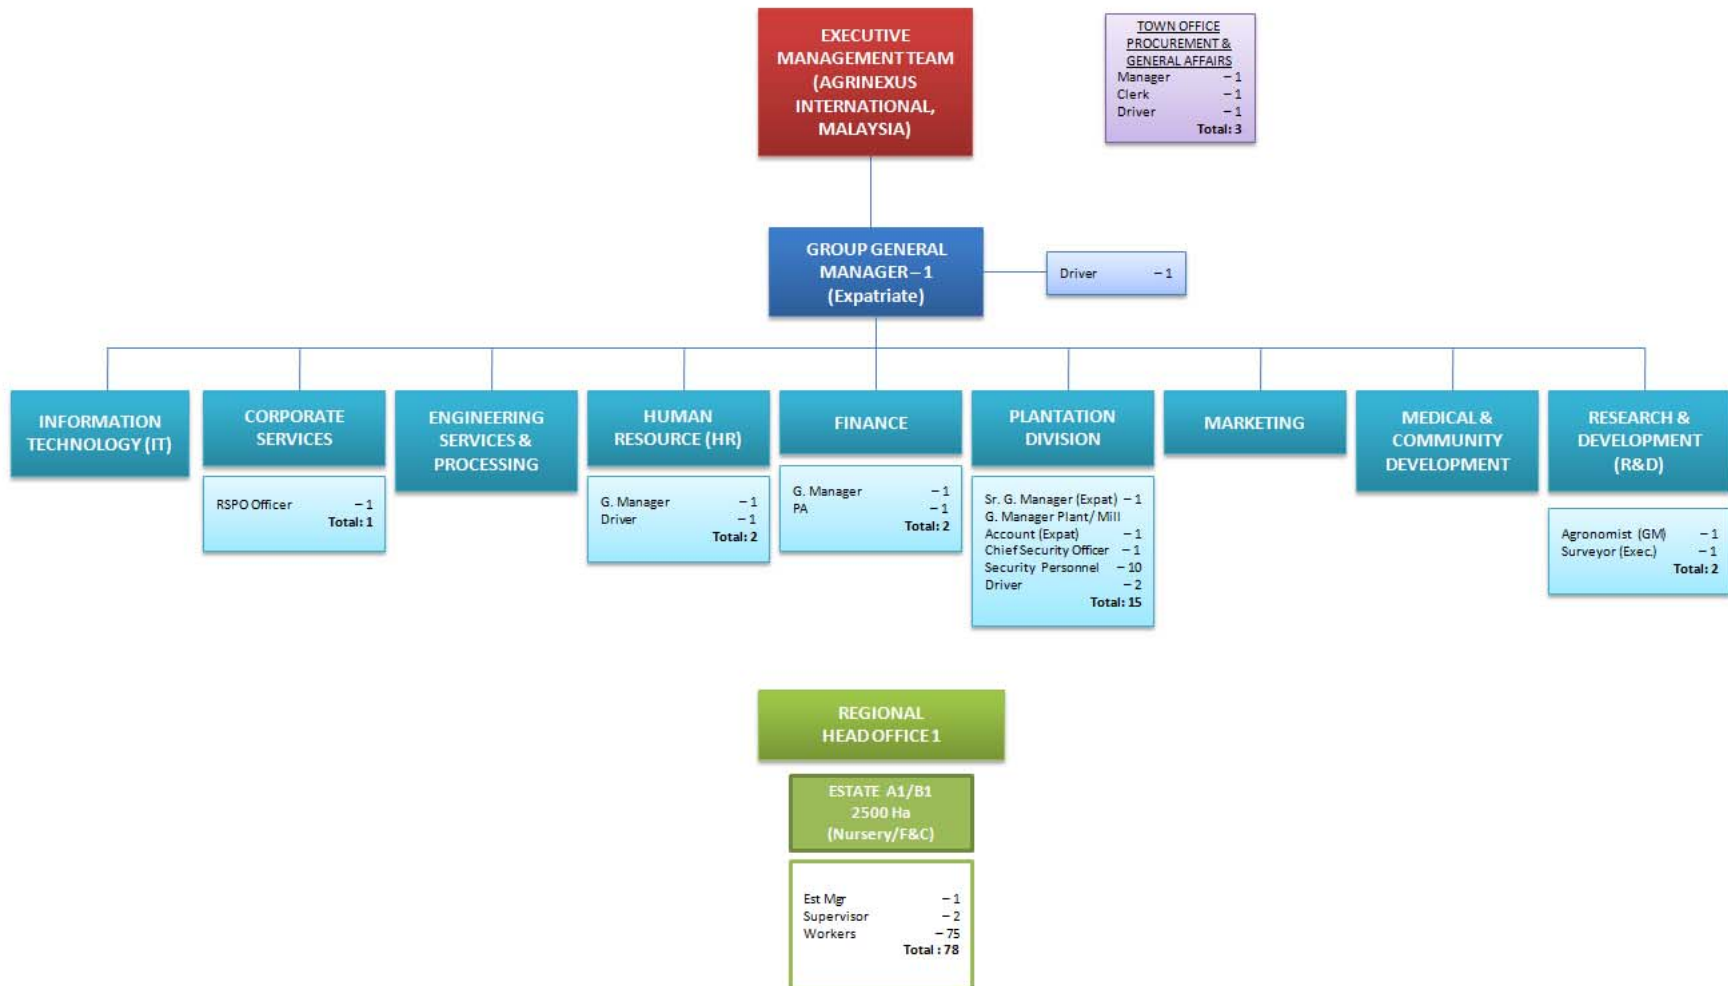 EXECUTIVE
MANAGEMENT TEAM
(AGRINEXUS
INTERNATIONAL,
MALAYSIA)
TOWN OFFICE
PROCUREMENT &
GENERAL AFFAIRS
Manager – 1
Clerk – 1
Driver – 1
Total: 3
GROUP GENERAL
MANAGER – 1
(Expatriate)
Driver – 1
INFORMATION
TECHNOLOGY (IT)
CORPORATE
SERVICES
RSPO Officer – 1
Total: 1
ENGINEERING
SERVICES &
PROCESSING
HUMAN
RESOURCE (HR)
G. Manager – 1
Driver – 1
Total: 2
FINANCE
G. Manager – 1
PA – 1
Total: 2
PLANTATION
DIVISION
Sr. G. Manager (Expat) – 1
G. Manager Plant/ Mill
Account (Expat) – 1
Chief Security Officer – 1
Security Personnel – 10
Driver – 2
Total: 15
MARKETING
MEDICAL &
COMMUNITY
DEVELOPMENT
RESEARCH &
DEVELOPMENT
(R&D)
Agronomist (GM) – 1
Surveyor (Exec.) – 1
Total: 2
REGIONAL
HEAD OFFICE 1
ESTATE A1/B1
2500 Ha
(Nursery/F&C)
Est Mgr – 1
Supervisor – 2
Workers – 75
Total : 78